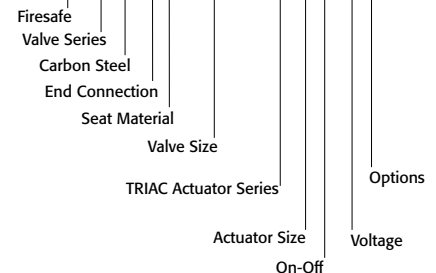 Firesafe
Valve Series
Carbon Steel
End Connection
Seat Material
Valve Size
Options
TRIAC Actuator Series
Actuator Size
Voltage
On-Off